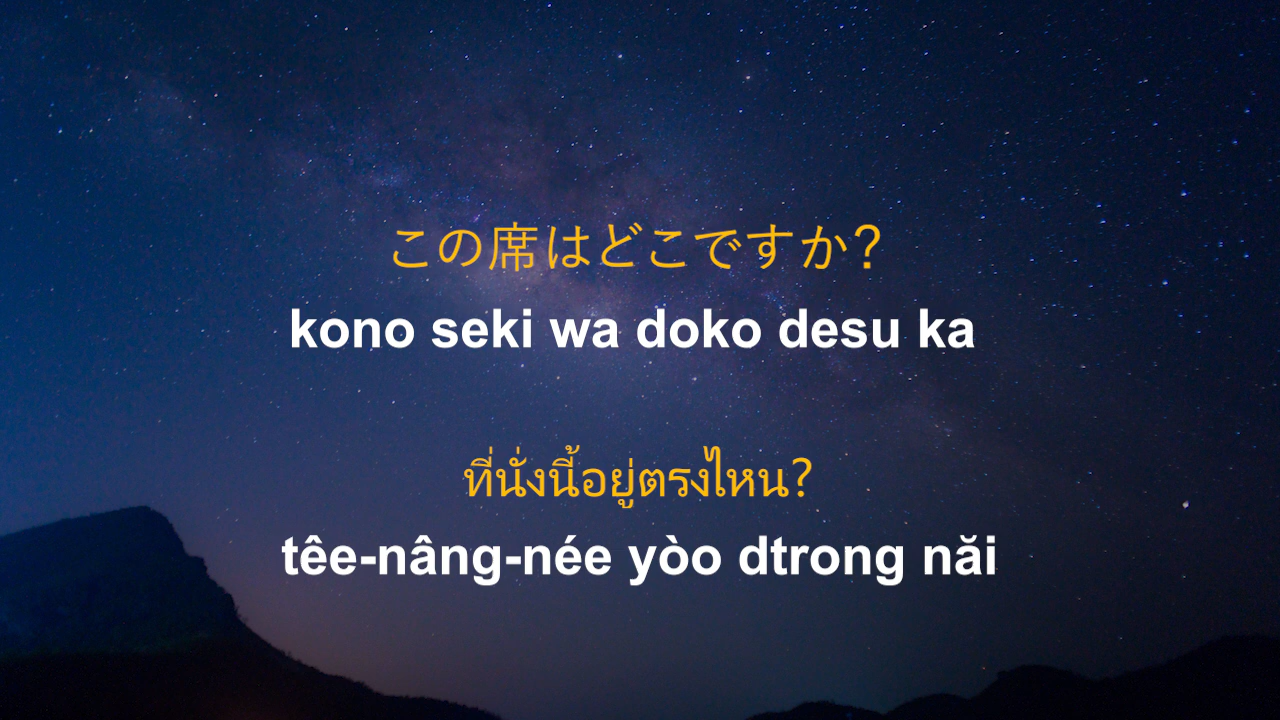 この席はどこですか?
kono seki wa doko desu ka
ที่นั่งนี้อยู่ตรงไหน?
têe-nâng-née yòo dtrong năi